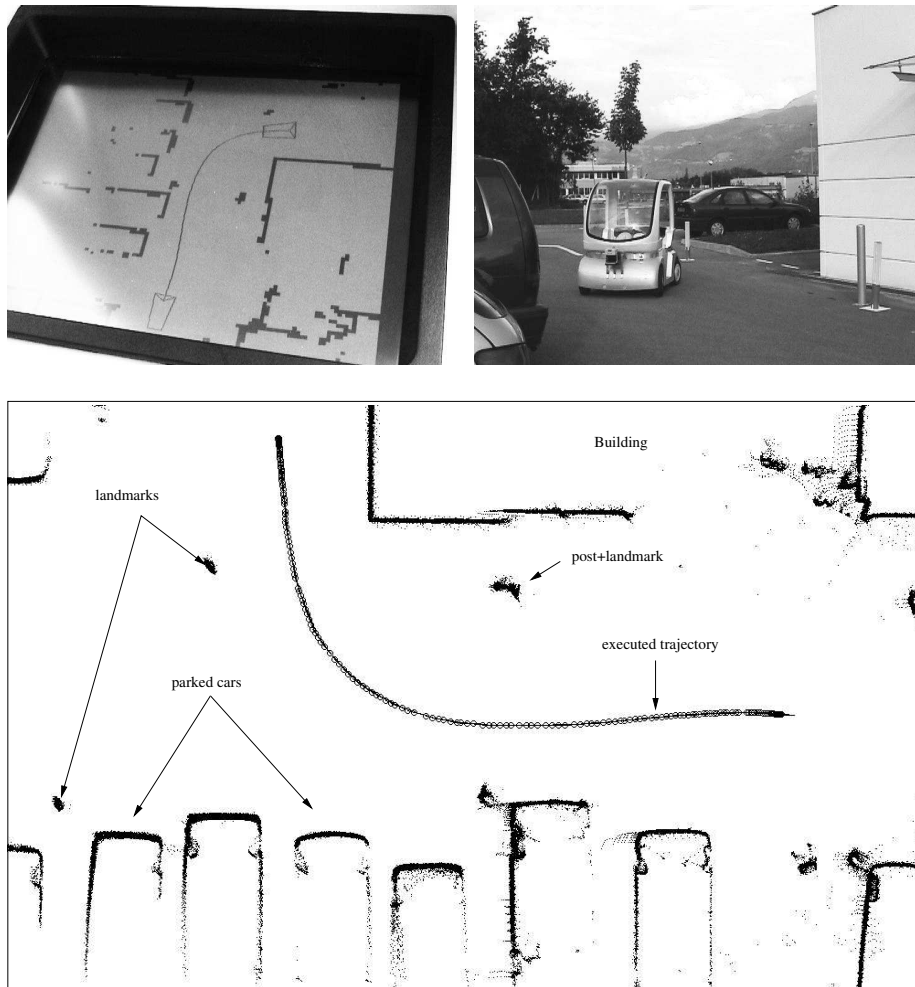 Building
landmarks
post+landmark
executed trajectory
parked cars